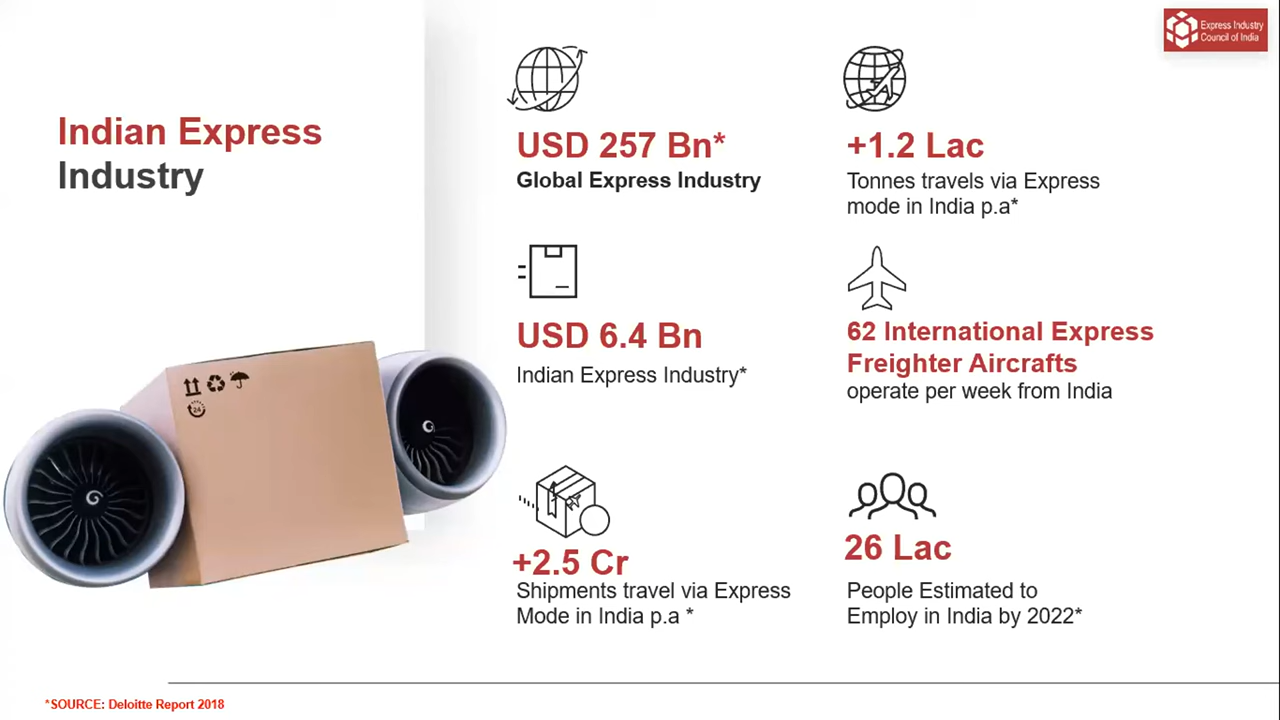 Express Industry
Council of India
Indian Express
Industry
USD 257 Bn*
Global Express Industry
+1.2 Lac
Tonnes travels via Express
mode in India p.a*
USD 6.4 Bn
Indian Express Industry*
62 International Express
Freighter Aircrafts
operate per week from India
24
+2.5 Cr
Shipments travel via Express
Mode in India p.a *
26 Lac
People Estimated to
Employ in India by 2022*
*SOURCE: Deloitte Report 2018